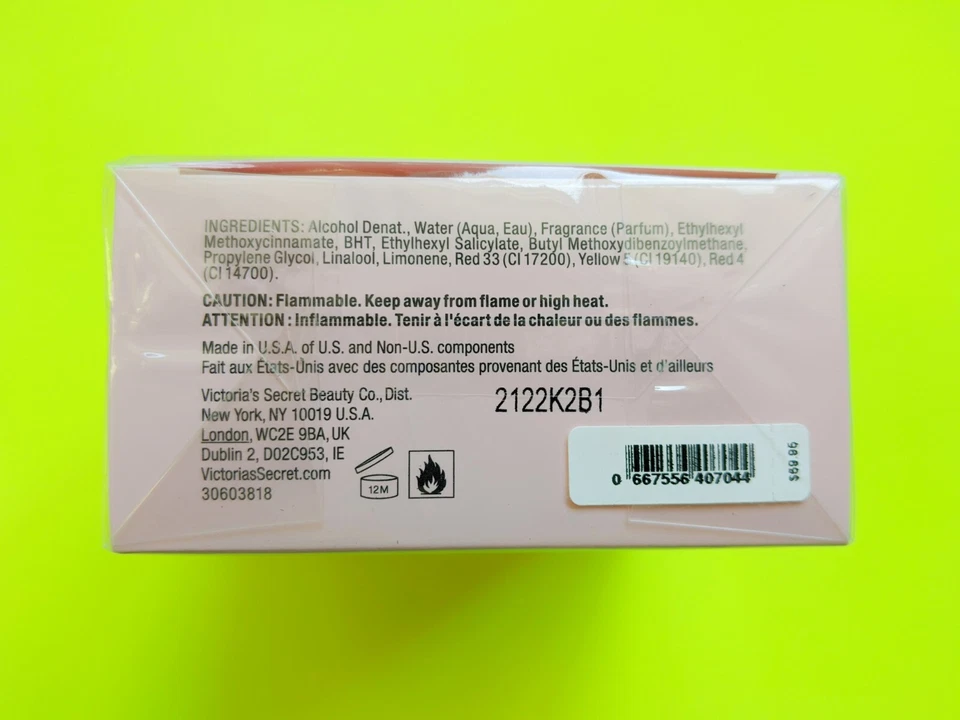 INGREDIENTS: Alcohol Denat., Water (Aqua, Eau), Fragrance (Parfum), Ethylhexyl
Methoxycinnamate, BHT, Ethylhexyl Salicylate, Butyl Methoxydibenzoylmethane,
Propylene Glycol, Linalool, Limonene, Red 33 (CI 17200), Yellow 5 (CI 19140), Red 4
(CI 14700).
CAUTION: Flammable. Keep away from flame or high heat.
ATTENTION : Inflammable. Tenir à l'écart de la chaleur ou des flammes.
Made in U.S.A. of U.S. and Non-U.S. components
Fait aux États-Unis avec des composantes provenant des États-Unis et d'ailleurs
Victoria's Secret Beauty Co., Dist.
New York, NY 10019 U.S.A.
London, WC2E 9BA, UK
Dublin 2, D02C953, IE
VictoriasSecret.com
30603818
12M
2122K2B1
0 667556 407044
$69.95